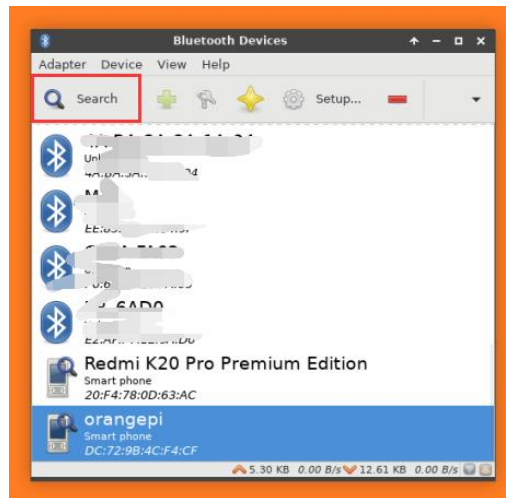 Bluetooth Devices
Adapter Device View Help
Search Setup...
6AD0
Redmi K20 Pro Premium Edition
Smart phone
20:F4:78:0D:63:AC
orangepi
Smart phone
DC:72:9B:4C:F4:CF
5.30 KB 0.00 B/s 12.61 KB 0.00 B/s